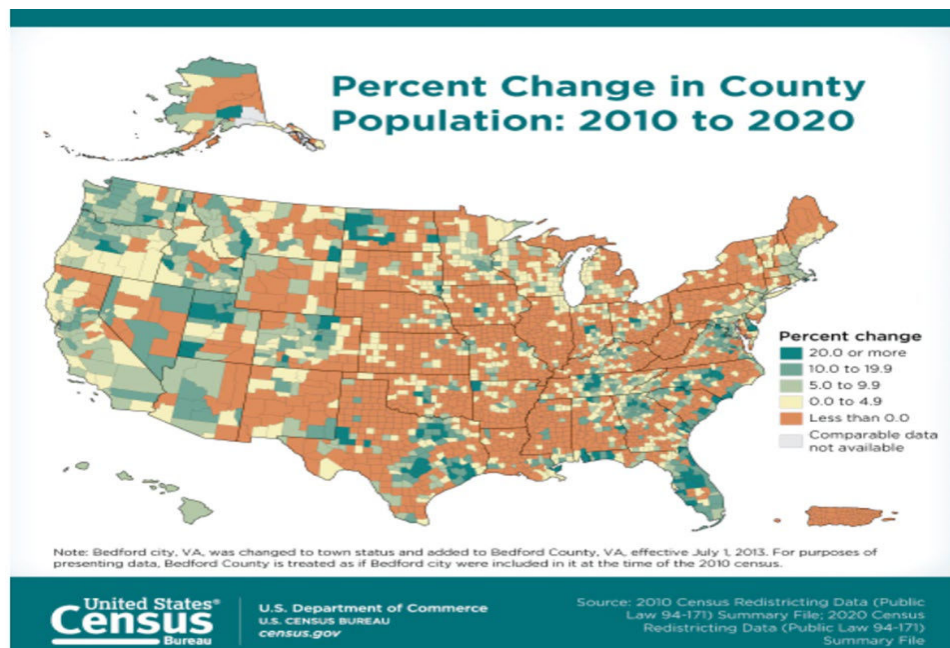 Percent Change in County
Population: 2010 to 2020
Percent change
20.0 or more
10.0 to 19.9
5.0 to 9.9
0.0 to 4.9
Less than 0.0
Comparable data
not available
Note: Bedford city, VA, was changed to town status and added to Bedford County, VA, effective July 1, 2013. For purposes of
presenting data, Bedford County is treated as if Bedford city were included in it at the time of the 2010 census.
United States®
Census
Bureau
U.S. Department of Commerce
U.S. CENSUS BUREAU
census.gov
Source: 2010 Census Redistricting Data (Public
Law 94-171) Summary File; 2020 Census
Redistricting Data (Public Law 94-171)
Summary File